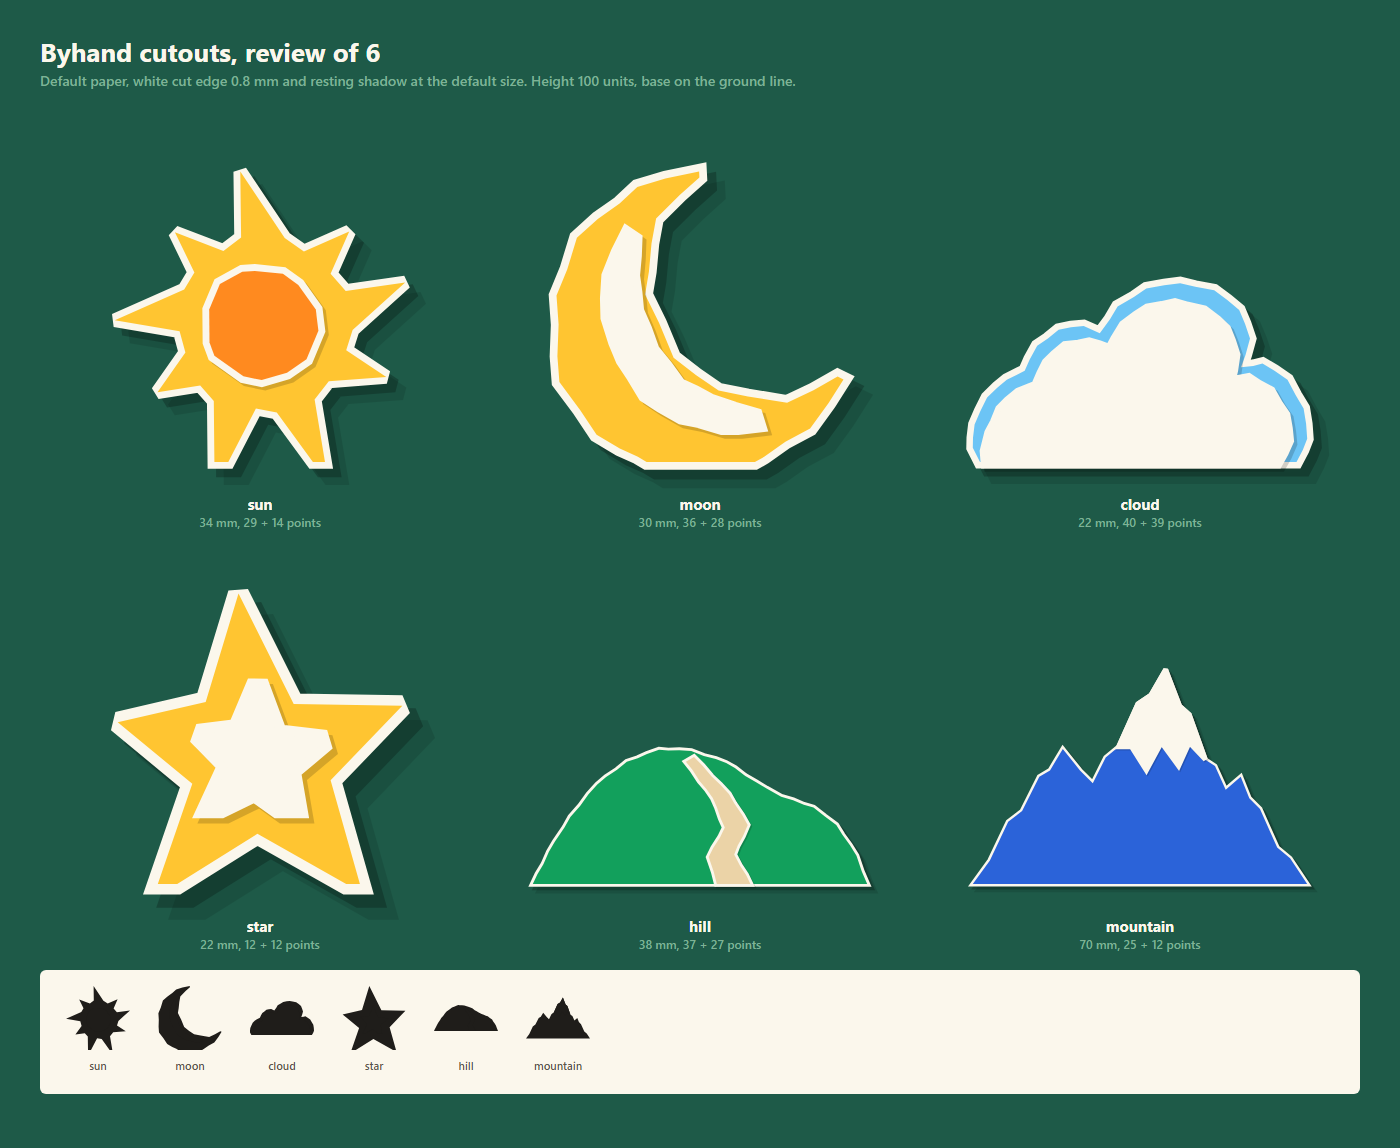 Byhand cutouts, review of 6
Default paper, white cut edge 0.8 mm and resting shadow at the default size. Height 100 units, base on the ground line.
sun
34 mm, 29 + 14 points
moon
30 mm, 36 + 28 points
cloud
22 mm, 40 + 39 points
star
22 mm, 12 + 12 points
hill
38 mm, 37 + 27 points
mountain
70 mm, 25 + 12 points
sun
moon
cloud
star
hill
mountain